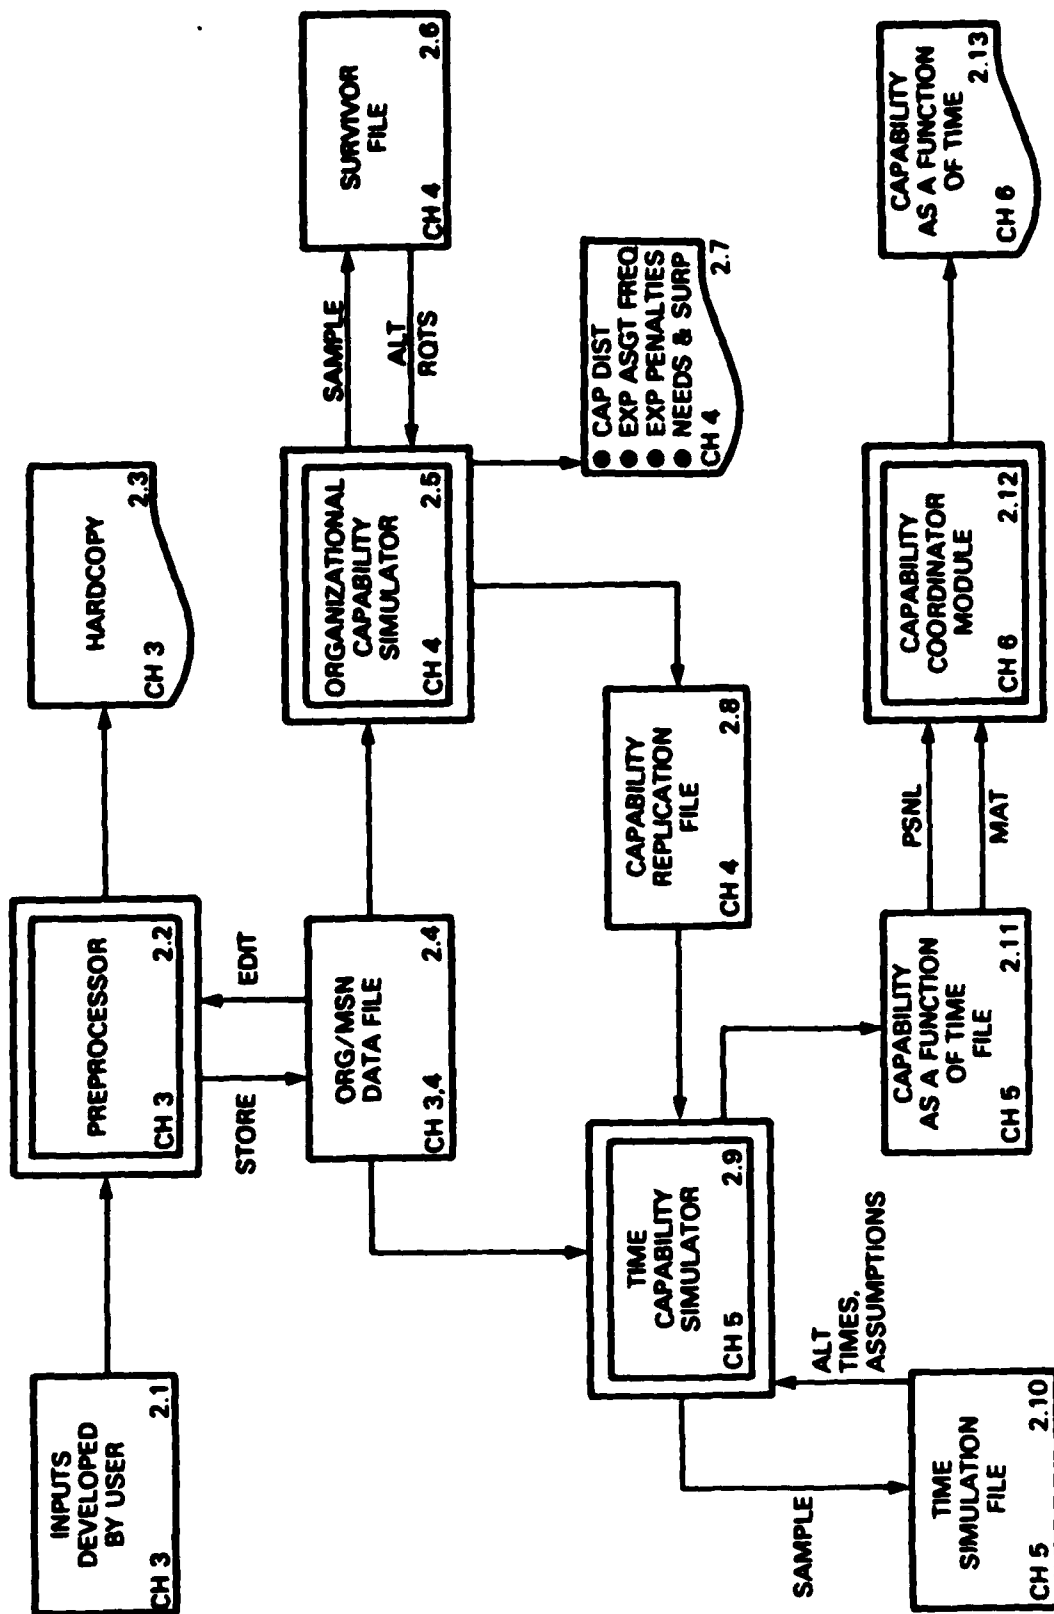 INPUTS
DEVELOPED
BY USER
CH 3
2.1
PREPROCESSOR
CH 3
2.2
HARDCOPY
CH 3
2.3
STORE
EDIT
ORG/MSN
DATA FILE
CH 3,4
2.4
ORGANIZATIONAL
CAPABILITY
SIMULATOR
CH 4
2.5
SAMPLE
ALT
RQTS
SURVIVOR
FILE
CH 4
2.6
● CAP DIST
● EXP ASGT FREQ
● EXP PENALTIES
● NEEDS & SURP
CH 4
2.7
CAPABILITY
REPLICATION
FILE
CH 4
2.8
TIME
CAPABILITY
SIMULATOR
CH 5
2.9
SAMPLE
ALT
TIMES,
ASSUMPTIONS
TIME
SIMULATION
FILE
CH 5
2.10
CAPABILITY
AS A FUNCTION
OF TIME
FILE
CH 5
2.11
PSNL
MAT
CAPABILITY
COORDINATOR
MODULE
CH 6
2.12
CAPABILITY
AS A FUNCTION
OF TIME
CH 6
2.13